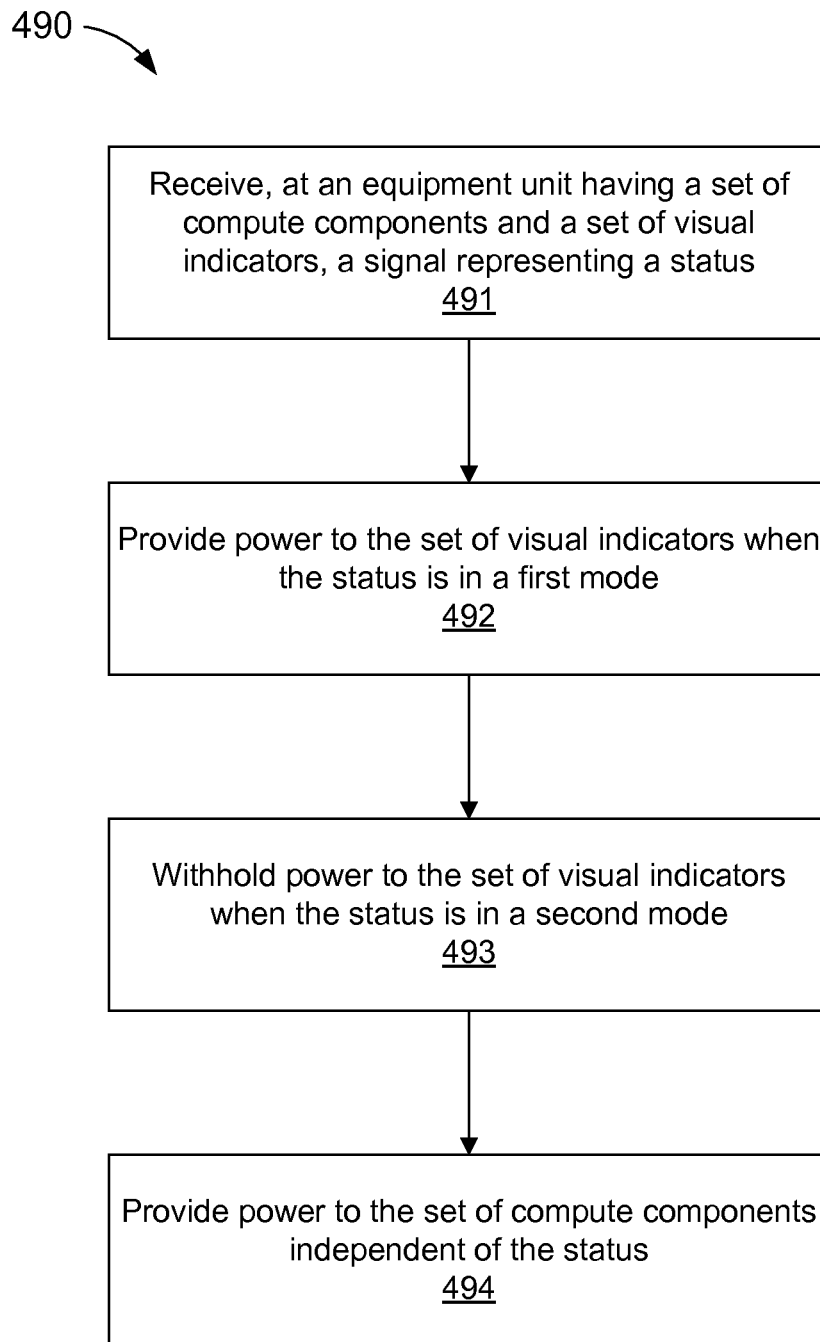 490
Receive, at an equipment unit having a set of
compute components and a set of visual
indicators, a signal representing a status
491
Provide power to the set of visual indicators when
the status is in a first mode
492
Withhold power to the set of visual indicators
when the status is in a second mode
493
Provide power to the set of compute components
independent of the status
494